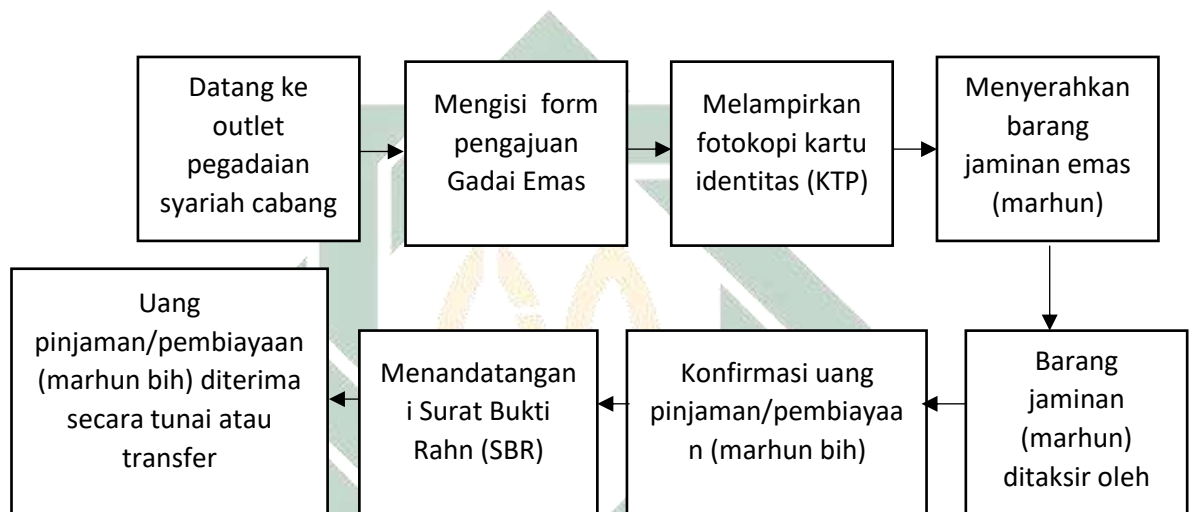 Datang ke
outlet
pegadaian
syariah cabang
Mengisi form
pengajuan
Gadai Emas
Melampirkan
fotokopi kartu
identitas (KTP)
Menyerahkan
barang
jaminan emas
(marhun)
Barang
jaminan
(marhun)
ditaksir oleh
Konfirmasi uang
pinjaman/pembiayaa
n (marhun bih)
Menandatangan
i Surat Bukti
Rahn (SBR)
Uang
pinjaman/pembiayaan
(marhun bih) diterima
secara tunai atau
transfer